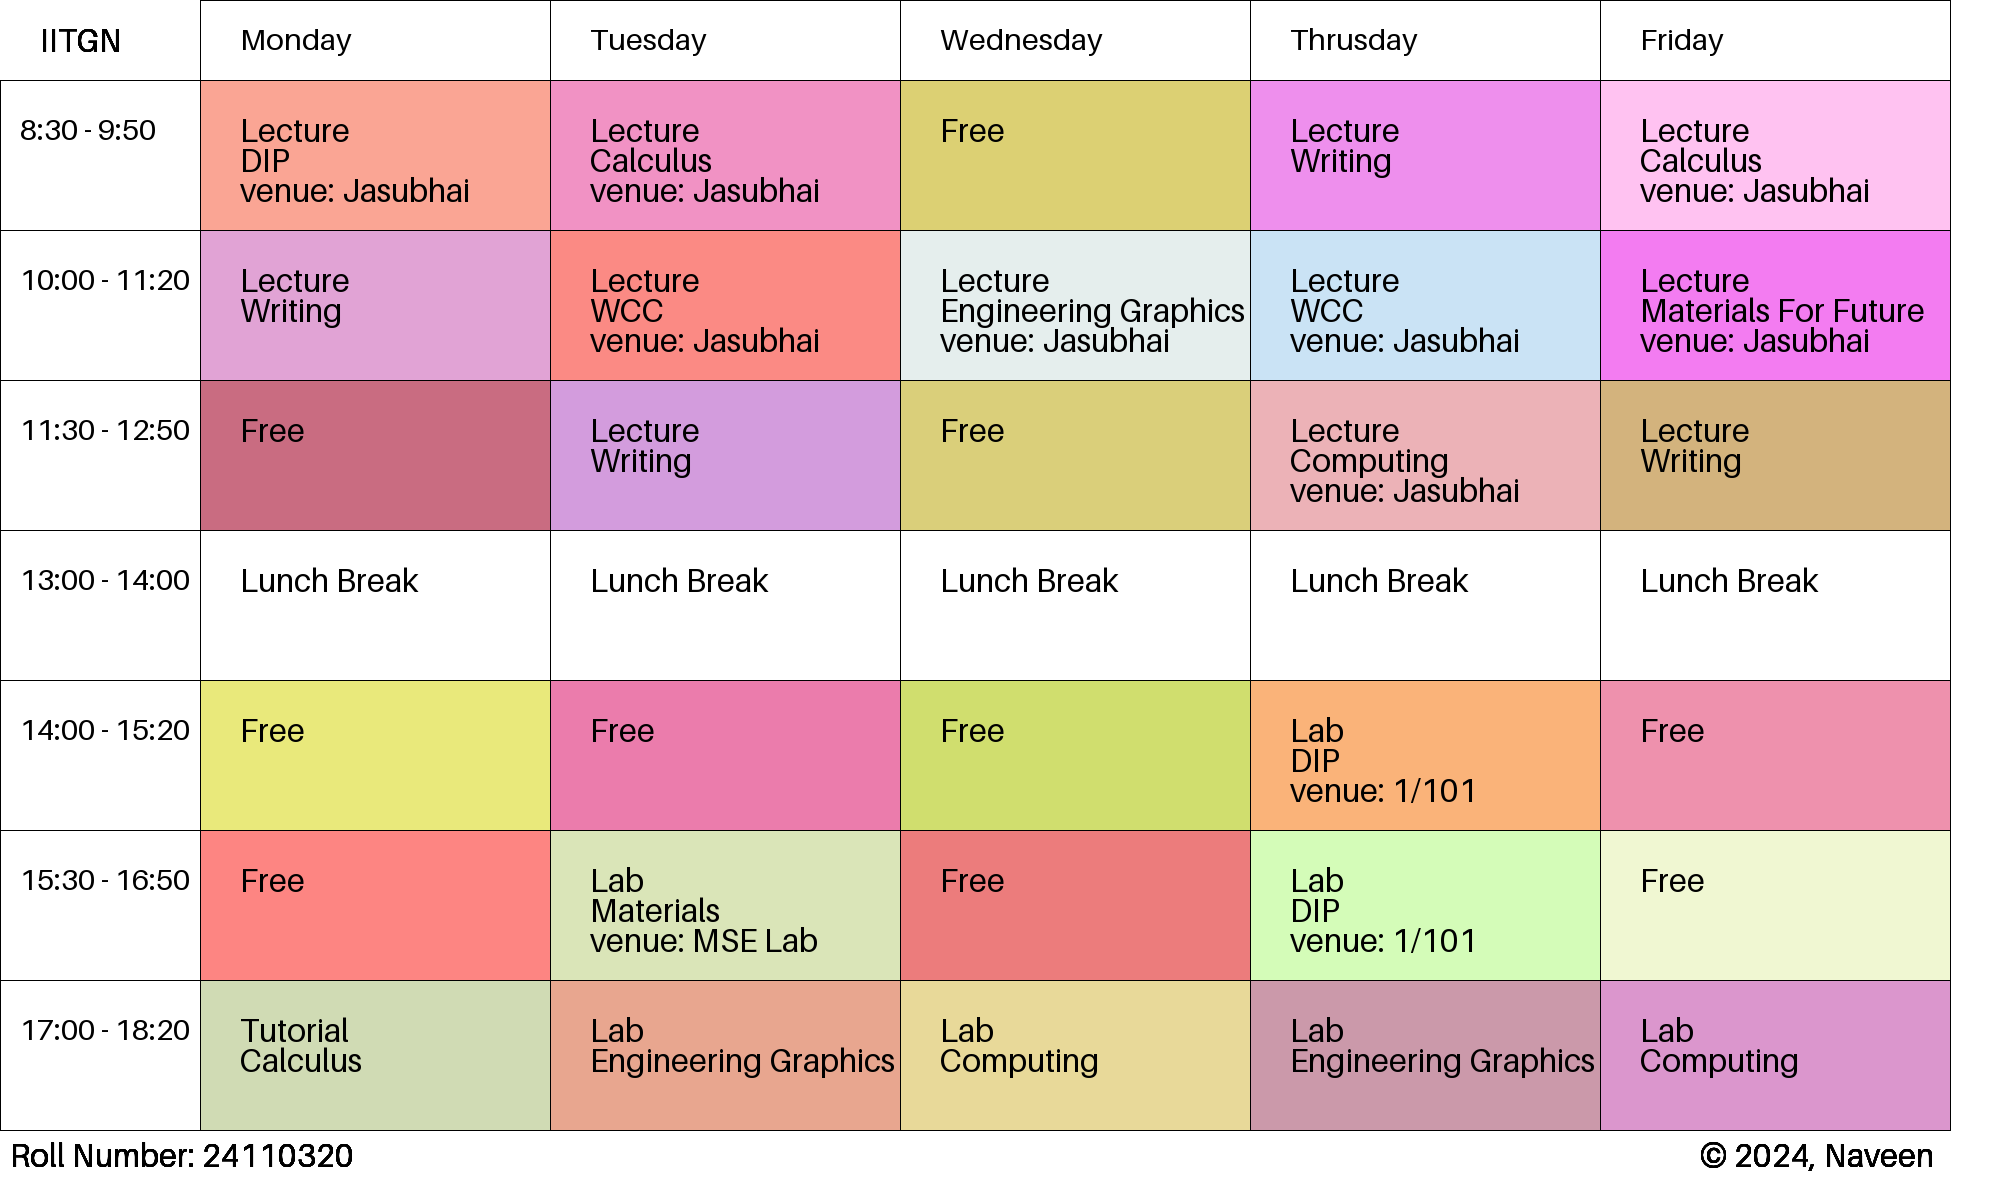 IITGN
Monday
Tuesday
Wednesday
Thrusday
Friday
8:30 - 9:50
Lecture
DIP
venue: Jasubhai
Lecture
Calculus
venue: Jasubhai
Free
Lecture
Writing
Lecture
Calculus
venue: Jasubhai
10:00 - 11:20
Lecture
Writing
Lecture
WCC
venue: Jasubhai
Lecture
Engineering Graphics
venue: Jasubhai
Lecture
WCC
venue: Jasubhai
Lecture
Materials For Future
venue: Jasubhai
11:30 - 12:50
Free
Lecture
Writing
Free
Lecture
Computing
venue: Jasubhai
Lecture
Writing
13:00 - 14:00
Lunch Break
Lunch Break
Lunch Break
Lunch Break
Lunch Break
14:00 - 15:20
Free
Free
Free
Lab
DIP
venue: 1/101
Free
15:30 - 16:50
Free
Lab
Materials
venue: MSE Lab
Free
Lab
DIP
venue: 1/101
Free
17:00 - 18:20
Tutorial
Calculus
Lab
Engineering Graphics
Lab
Computing
Lab
Engineering Graphics
Lab
Computing
Roll Number: 24110320
© 2024, Naveen